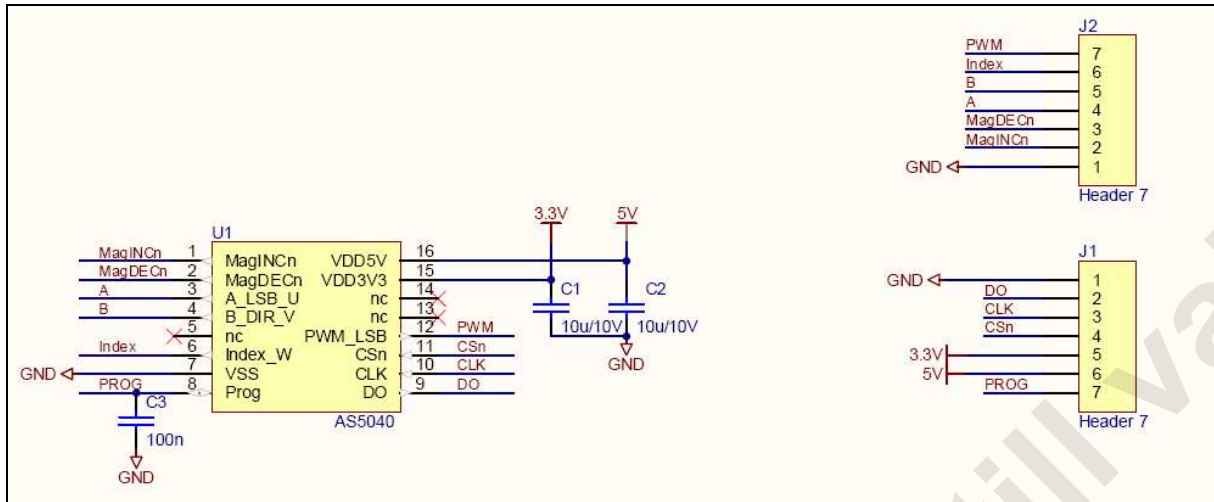 J2
PWM 7
Index 6
B 5
A 4
MagDECn 3
MagINCn 2
GND 1
Header 7
3.3V 5V
U1
MagINCn 1 MagINCn VDD5V 16
MagDECn 2 MagDECn VDD3V3 15
A 3 A_LSB_U nc 14
B 4 B_DIR_V nc 13
5 nc PWM_LSB 12 PWM
Index 6 Index_W CSn 11 CSn
GND 7 VSS CLK 10 CLK
PROG 8 Prog DO 9 DO
AS5040
C1
10u/10V
C2
10u/10V
GND
C3
100n
GND
J1
GND 1
DO 2
CLK 3
CSn 4
3.3V 5
5V 6
PROG 7
Header 7